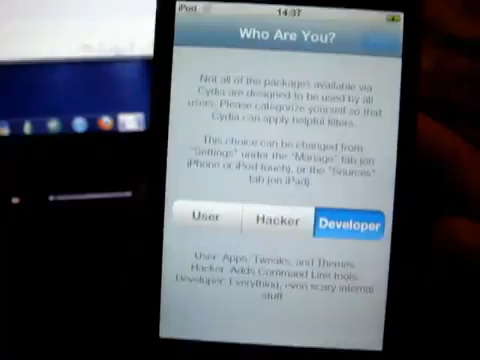 iPod
14:37
Who Are You?
Not all of the packages available via
Cydia are designed to be used by all
users. Please categorize yourself so that
Cydia can apply helpful filters.
This choice can be changed from
"Settings" under the "Manage" tab (on
iPhone or iPod touch), or the "Sources"
tab (on iPad).
User
Hacker
Developer
User: Apps, Tweaks, and Themes.
Hacker: Adds Command Line tools.
Developer: Everything, even scary internal
stuff.